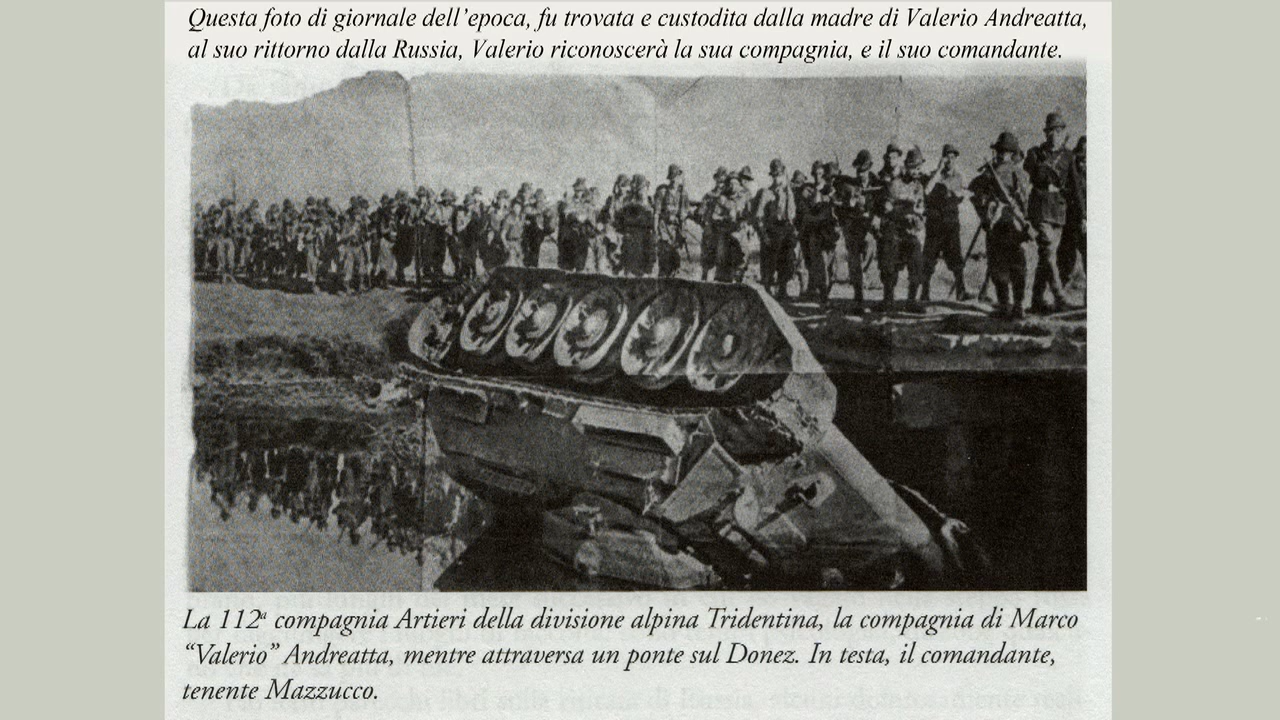 Questa foto di giornale dell'epoca, fu trovata e custodita dalla madre di Valerio Andreatta,
al suo rittorno dalla Russia, Valerio riconoscerà la sua compagnia, e il suo comandante.
La 112ª compagnia Artieri della divisione alpina Tridentina, la compagnia di Marco
“Valerio” Andreatta, mentre attraversa un ponte sul Donez. In testa, il comandante,
tenente Mazzucco.